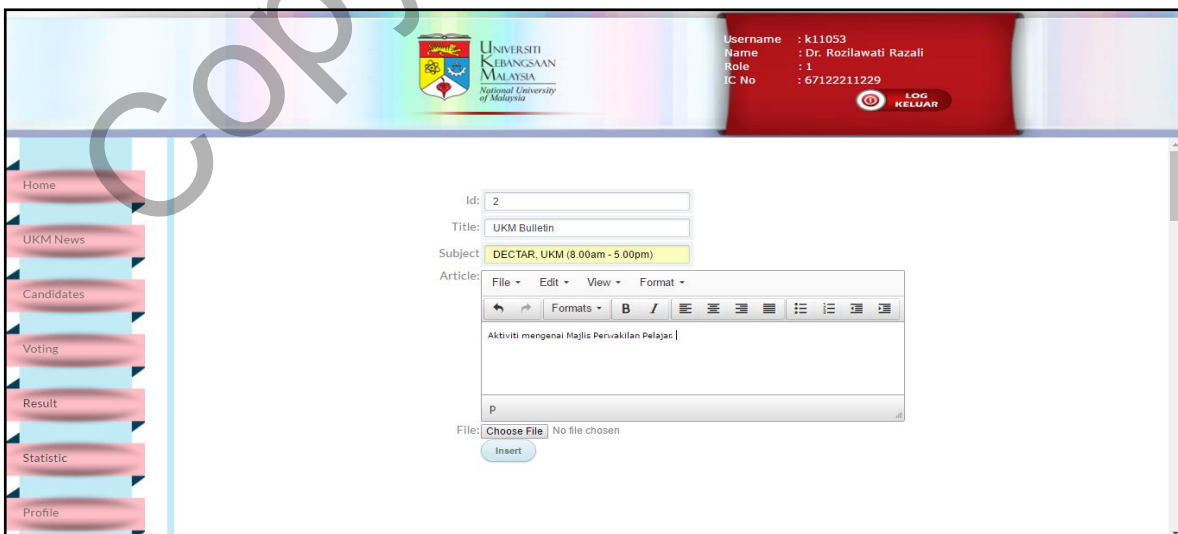 Copy
UNIVERSITI
KEBANGSAAN
MALAYSIA
National University
of Malaysia
Username : k11053
Name : Dr. Rozilawati Razali
Role : 1
IC No : 67122211229
LOG
KELUAR
Home
UKM News
Candidates
Voting
Result
Statistic
Profile
Id: 2
Title: UKM Bulletin
Subject DECTAR, UKM (8.00am - 5.00pm)
Article:
File Edit View Format
Formats B I
Aktiviti mengenai Majlis Perwakilan Pelajar.
p
File: Choose File No file chosen
Insert